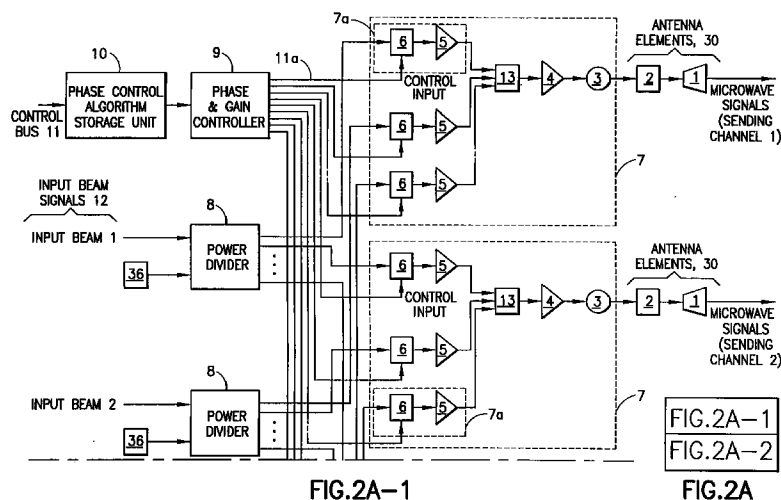 10
PHASE CONTROL
ALGORITHM
STORAGE UNIT
CONTROL
BUS 11
9
PHASE
& GAIN
CONTROLLER
11a
7a
6
5
CONTROL
INPUT
6
5
6
5
13
4
3
7
ANTENNA
ELEMENTS, 30
2
1
MICROWAVE
SIGNALS
(SENDING
CHANNEL 1)
INPUT BEAM
SIGNALS 12
INPUT BEAM 1
36
8
POWER
DIVIDER
6
5
CONTROL
INPUT
6
5
6
5
7a
13
4
3
7
ANTENNA
ELEMENTS, 30
2
1
MICROWAVE
SIGNALS
(SENDING
CHANNEL 2)
INPUT BEAM 2
36
8
POWER
DIVIDER
FIG.2A-1
FIG.2A-1
FIG.2A-2
FIG.2A